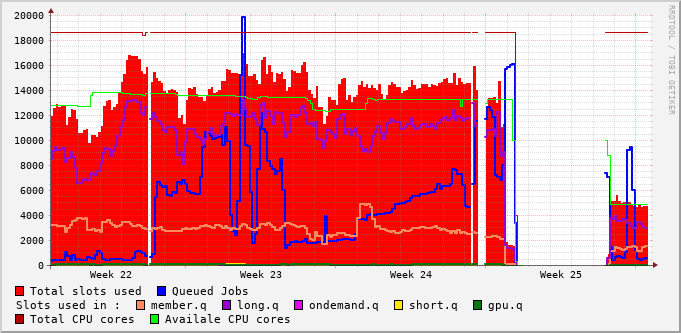 RRDTOOL / TOBI OETIKER
20000
18000
16000
14000
12000
10000
8000
6000
4000
2000
0
Week 22 Week 23 Week 24 Week 25
Total slots used Queued Jobs
Slots used in : member.q long.q ondemand.q short.q gpu.q
Total CPU cores Availale CPU cores